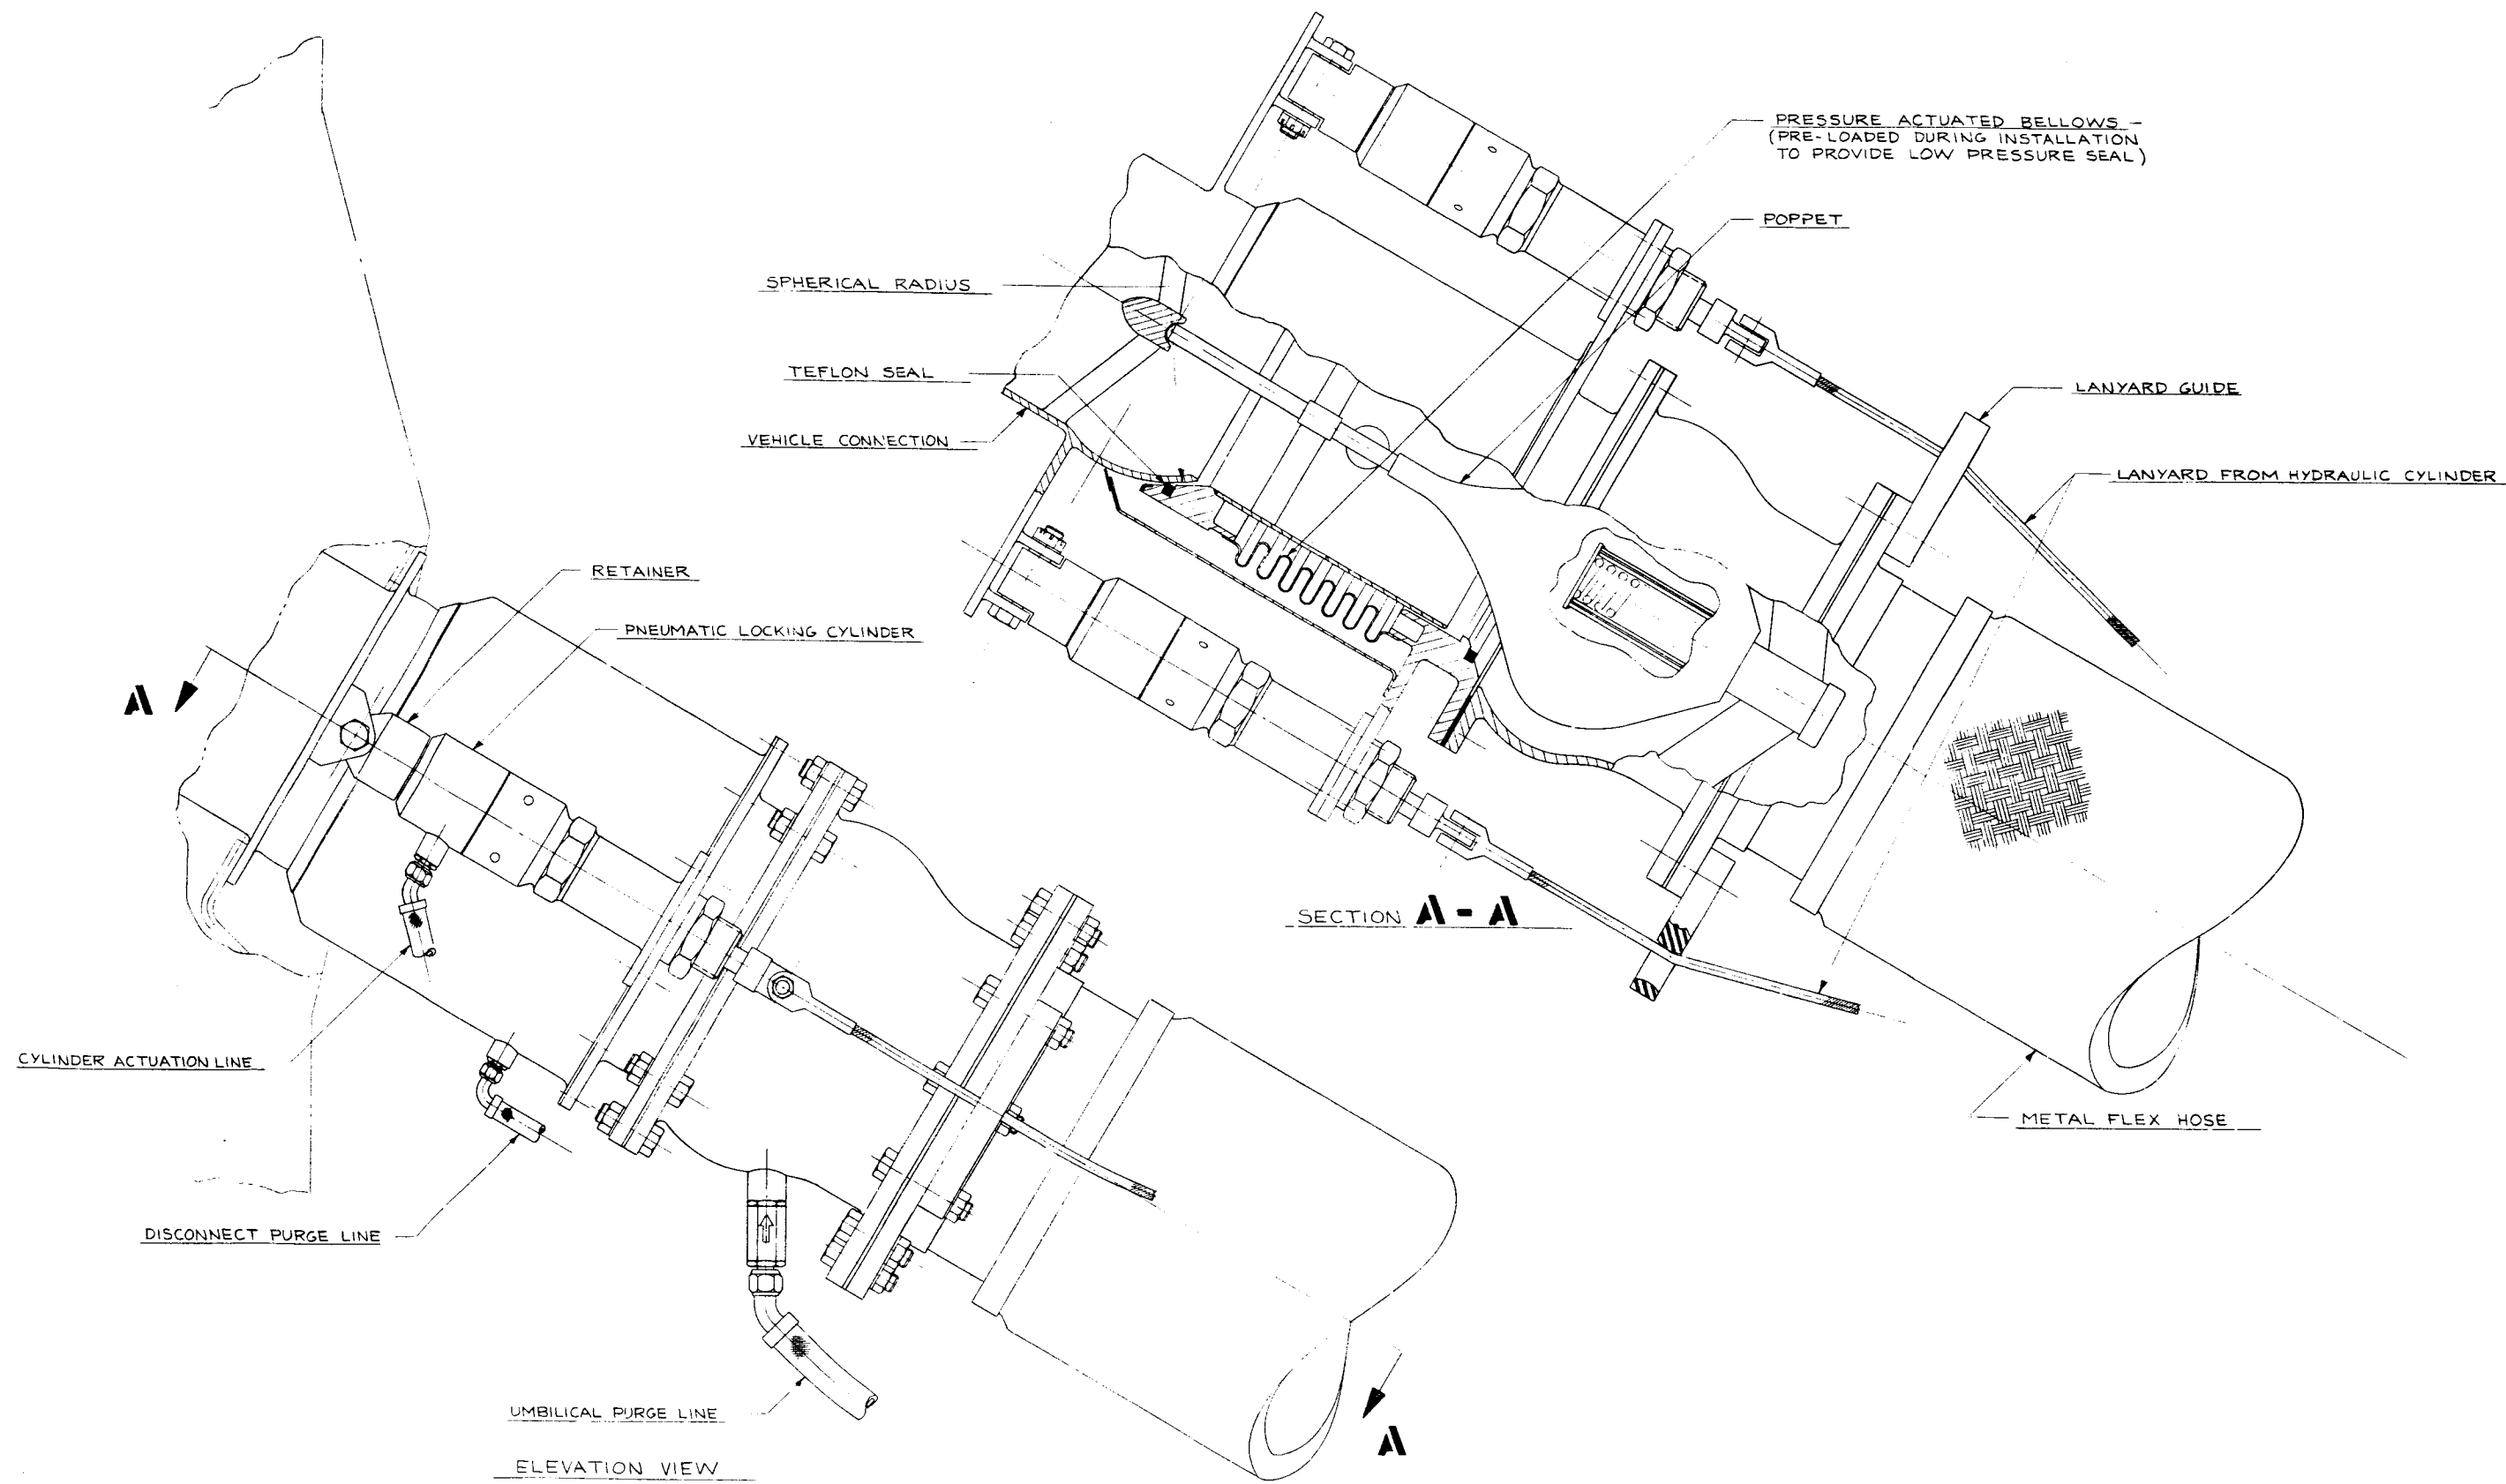 PRESSURE ACTUATED BELLOWS -
(PRE-LOADED DURING INSTALLATION
TO PROVIDE LOW PRESSURE SEAL)
POPPET
SPHERICAL RADIUS
TEFLON SEAL
VEHICLE CONNECTION
LANYARD GUIDE
LANYARD FROM HYDRAULIC CYLINDER
RETAINER
PNEUMATIC LOCKING CYLINDER
A
SECTION A - A
CYLINDER ACTUATION LINE
METAL FLEX HOSE
DISCONNECT PURGE LINE
UMBILICAL PURGE LINE
A
ELEVATION VIEW